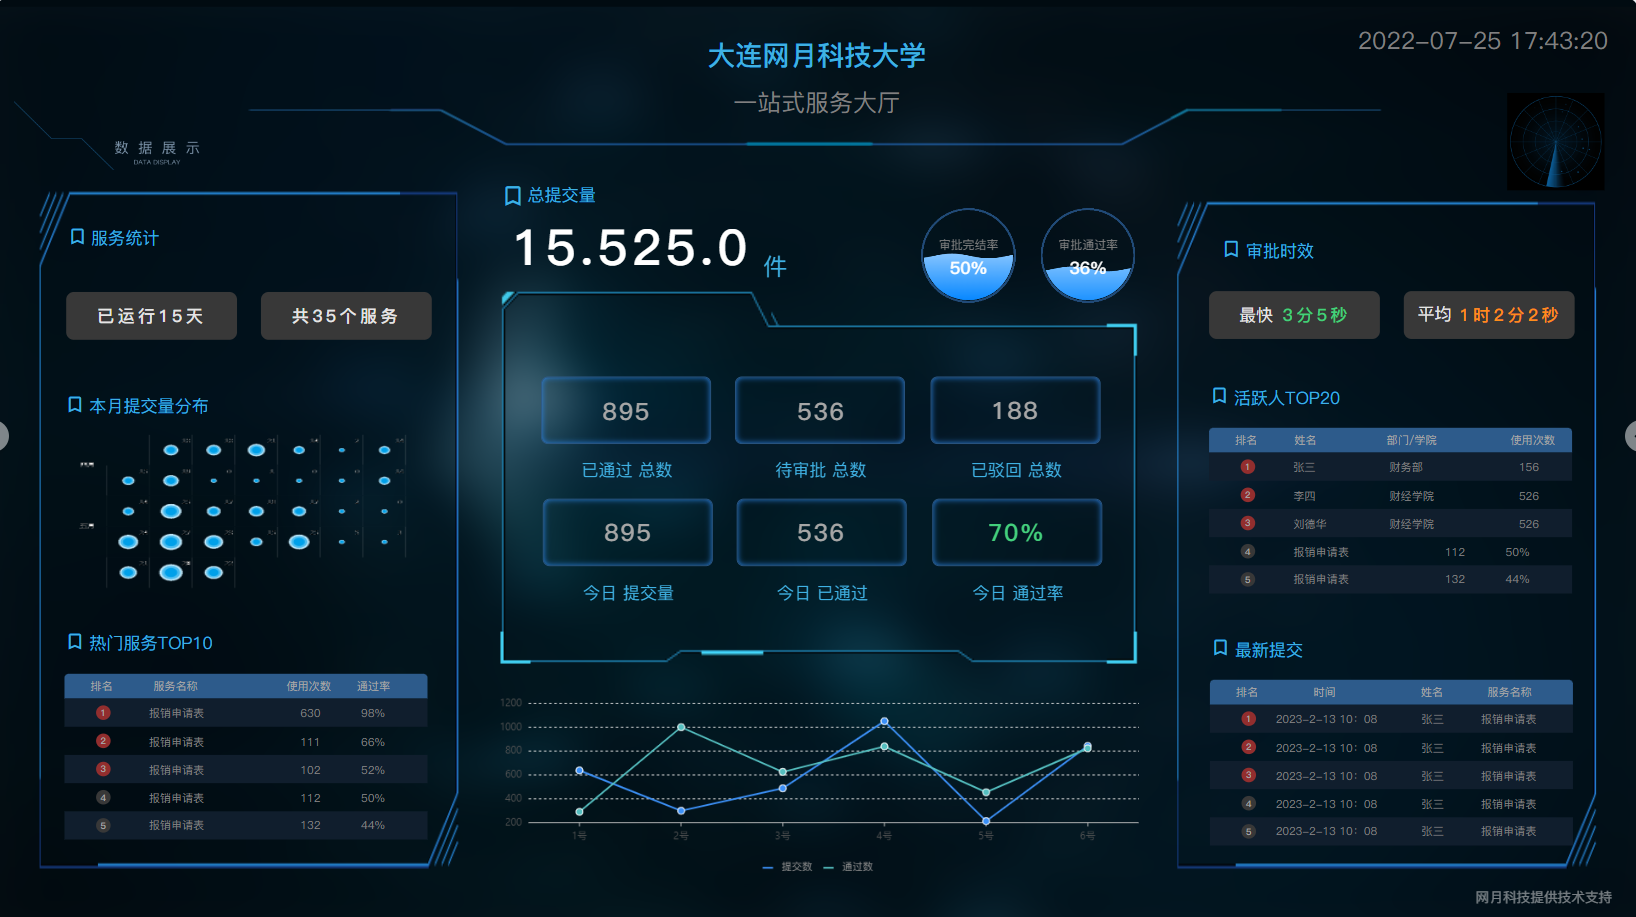 大连网月科技大学
2022-07-25 17:43:20
一站式服务大厅
数据展示
DATA DISPLAY
服务统计
已运行15天
共35个服务
本月提交量分布
热门服务TOP10
排名 服务名称 使用次数 通过率
1 报销申请表 630 98%
2 报销申请表 111 66%
3 报销申请表 102 52%
4 报销申请表 112 50%
5 报销申请表 132 44%
总提交量
15.525.0 件
审批完结率
50%
审批通过率
36%
895
已通过 总数
536
待审批 总数
188
已驳回 总数
895
今日 提交量
536
今日 已通过
70%
今日 通过率
1200
1000
800
600
400
200
1号 2号 3号 4号 5号 6号
提交数 通过数
审批时效
最快 3分5秒
平均 1时2分2秒
活跃人TOP20
排名 姓名 部门/学院 使用次数
1 张三 财务部 156
2 李四 财经学院 526
3 刘德华 财经学院 526
4 报销申请表 112 50%
5 报销申请表 132 44%
最新提交
排名 时间 姓名 服务名称
1 2023-2-13 10：08 张三 报销申请表
2 2023-2-13 10：08 张三 报销申请表
3 2023-2-13 10：08 张三 报销申请表
4 2023-2-13 10：08 张三 报销申请表
5 2023-2-13 10：08 张三 报销申请表
网月科技提供技术支持